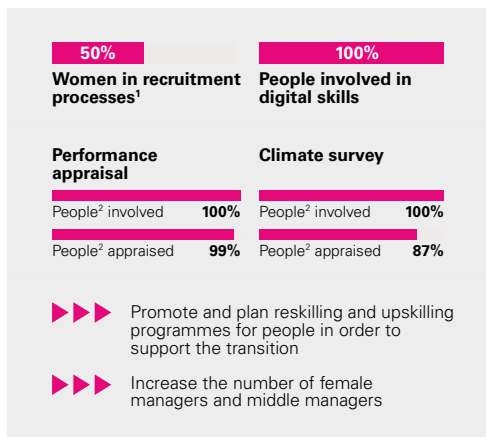 50%
Women in recruitment
processes¹
100%
People involved in
digital skills
Performance
appraisal
People² involved 100%
People² appraised 99%
Climate survey
People² involved 100%
People² appraised 87%
Promote and plan reskilling and upskilling
programmes for people in order to
support the transition
Increase the number of female
managers and middle managers